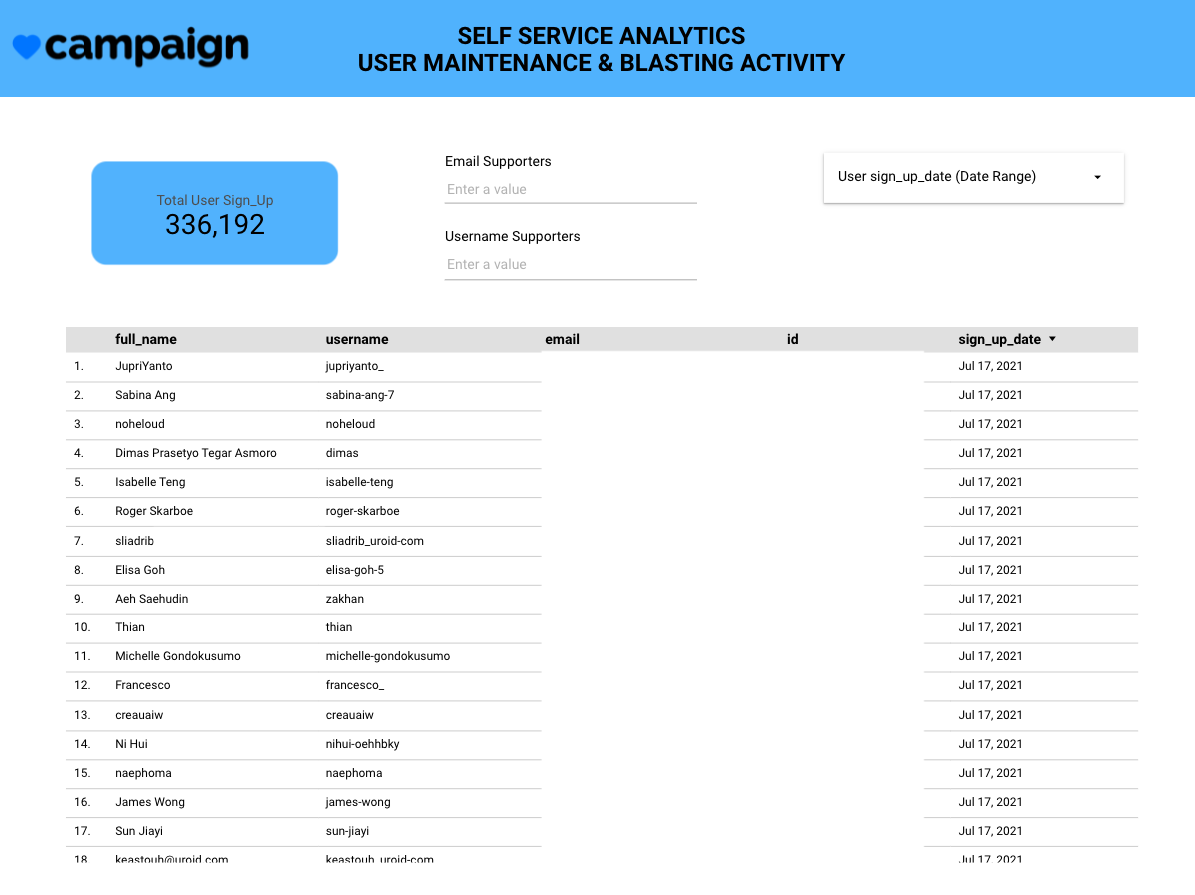 campaign
SELF SERVICE ANALYTICS
USER MAINTENANCE & BLASTING ACTIVITY
Total User Sign_Up
336,192
Email Supporters
Enter a value
Username Supporters
Enter a value
User sign_up_date (Date Range)
full_name username email id sign_up_date
1. JupriYanto jupriyanto_ Jul 17, 2021
2. Sabina Ang sabina-ang-7 Jul 17, 2021
3. noheloud noheloud Jul 17, 2021
4. Dimas Prasetyo Tegar Asmoro dimas Jul 17, 2021
5. Isabelle Teng isabelle-teng Jul 17, 2021
6. Roger Skarboe roger-skarboe Jul 17, 2021
7. sliadrib sliadrib_uroid-com Jul 17, 2021
8. Elisa Goh elisa-goh-5 Jul 17, 2021
9. Aeh Saehudin zakhan Jul 17, 2021
10. Thian thian Jul 17, 2021
11. Michelle Gondokusumo michelle-gondokusumo Jul 17, 2021
12. Francesco francesco_ Jul 17, 2021
13. creauaiw creauaiw Jul 17, 2021
14. Ni Hui nihui-oehhbky Jul 17, 2021
15. naephoma naephoma Jul 17, 2021
16. James Wong james-wong Jul 17, 2021
17. Sun Jiayi sun-jiayi Jul 17, 2021
18 keastouh@uroid.com keastouh_uroid-com Jul 17, 2021